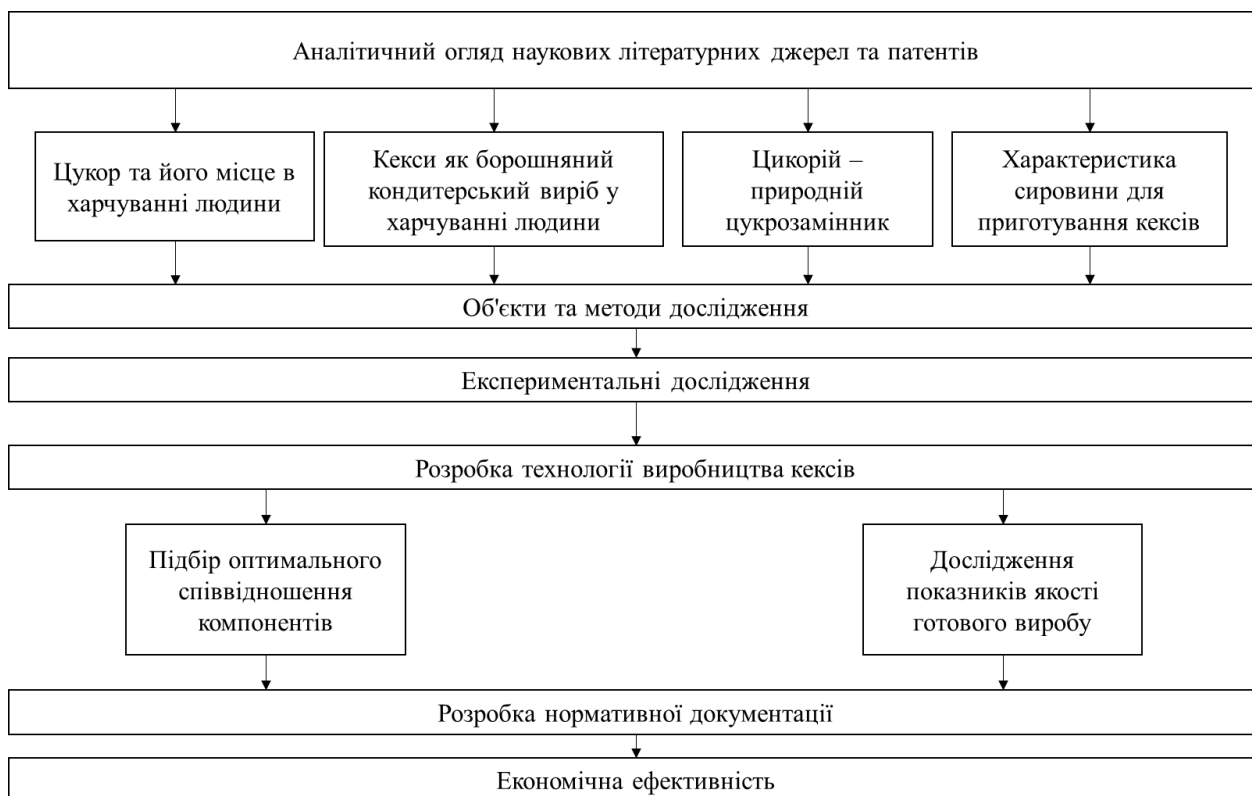 Аналітичний огляд наукових літературних джерел та патентів
Цукор та його місце в
харчуванні людини
Кекси як борошняний
кондитерський виріб у
харчуванні людини
Цикорій –
природній
цукрозамінник
Характеристика
сировини для
приготування кексів
Об'єкти та методи дослідження
Експериментальні дослідження
Розробка технології виробництва кексів
Підбір оптимального
співвідношення
компонентів
Дослідження
показників якості
готового виробу
Розробка нормативної документації
Економічна ефективність